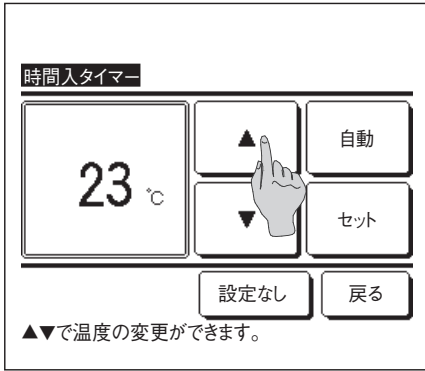 時間入タイマー
▲
自動
23 ℃
▼
セット
設定なし
戻る
▲▼で温度の変更ができます。